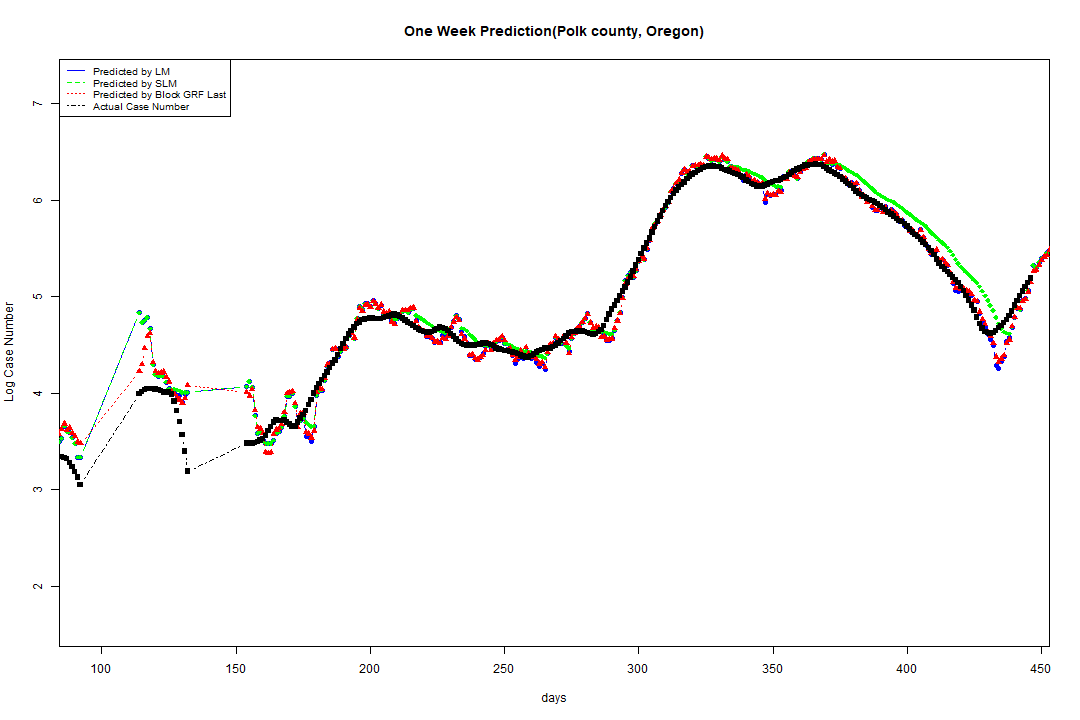 One Week Prediction(Polk county, Oregon)
Predicted by LM
Predicted by SLM
Predicted by Block GRF Last
Actual Case Number
7
6
5
4
3
2
Log Case Number
100 150 200 250 300 350 400 450
days